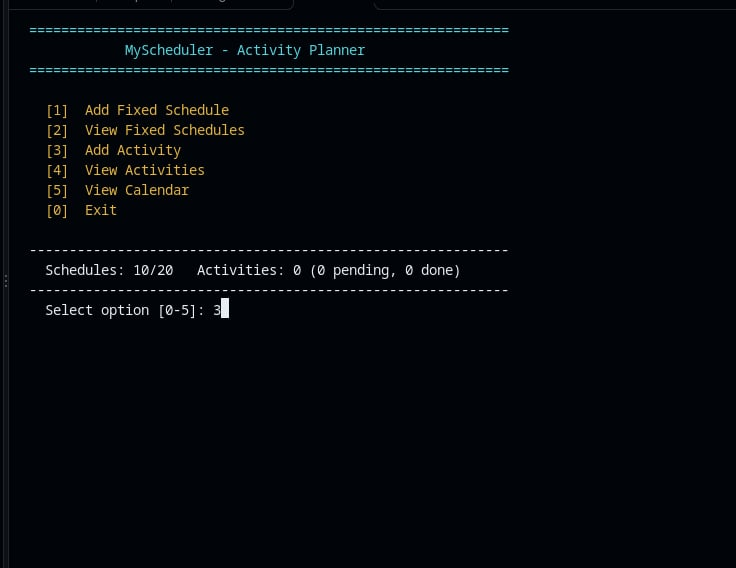 ============================================================
MyScheduler - Activity Planner
============================================================
[1]  Add Fixed Schedule
[2]  View Fixed Schedules
[3]  Add Activity
[4]  View Activities
[5]  View Calendar
[0]  Exit
------------------------------------------------------------
Schedules: 10/20   Activities: 0 (0 pending, 0 done)
------------------------------------------------------------
Select option [0-5]: 3